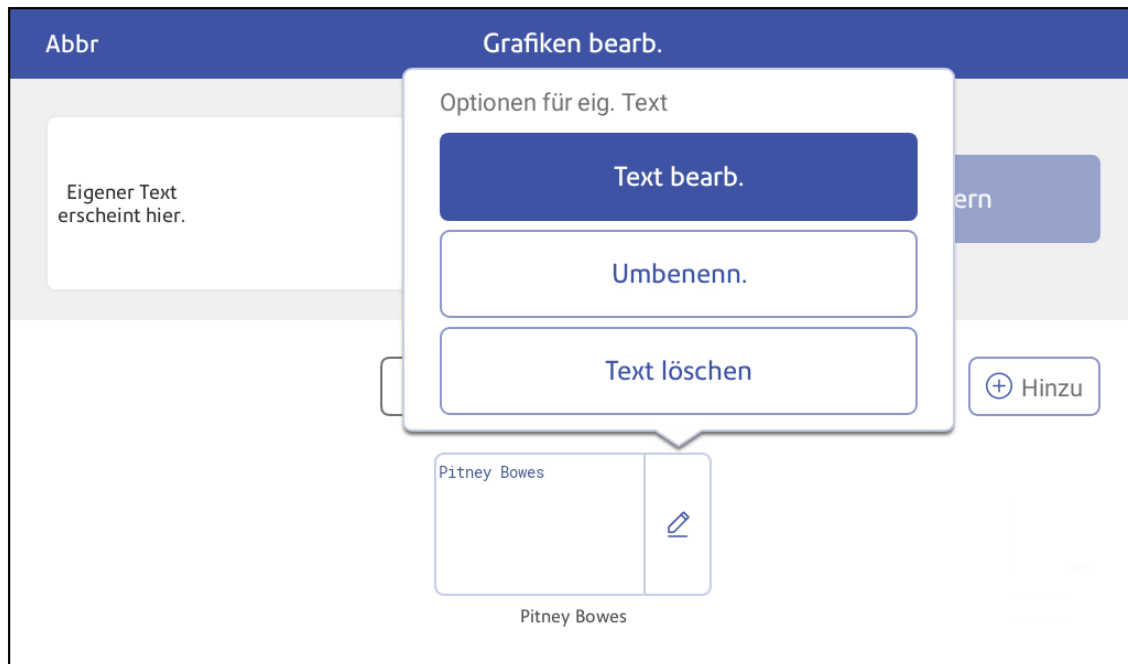 Abbr
Grafiken bearb.
Optionen für eig. Text
Text bearb.
Eigener Text
erscheint hier.
ern
Umbenenn.
Text löschen
Hinzu
Pitney Bowes
Pitney Bowes